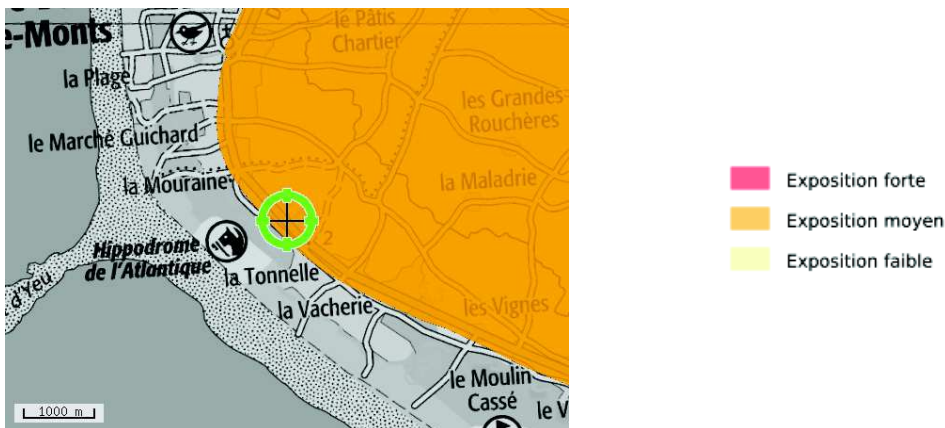 e-Monts
le Pâtis
Chartier
D
la Plage
les Grandes-
Rouchères
le Marché Guichard
la Mouraine
la Maladrie
2
Hippodrome
de l'Atlantique
la Tonnelle
d'Yeu
la Vacherie
les Vignes
le Moulin
Cassé
le V
1000 m
Exposition forte
Exposition moyen
Exposition faible